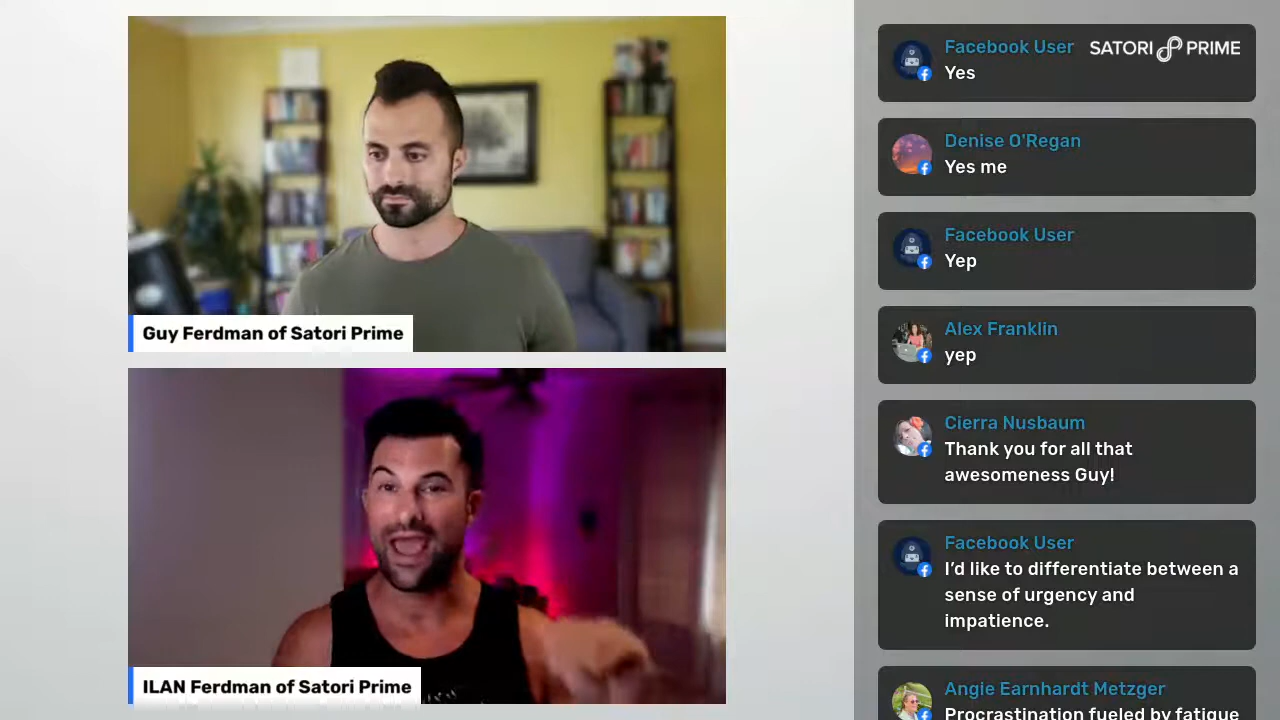 Guy Ferdman of Satori Prime
ILAN Ferdman of Satori Prime
SATORI PRIME
Facebook User
Yes
Denise O'Regan
Yes me
Facebook User
Yep
Alex Franklin
yep
Cierra Nusbaum
Thank you for all that
awesomeness Guy!
Facebook User
I'd like to differentiate between a
sense of urgency and
impatience.
Angie Earnhardt Metzger
Procrastination fueled by fatigue